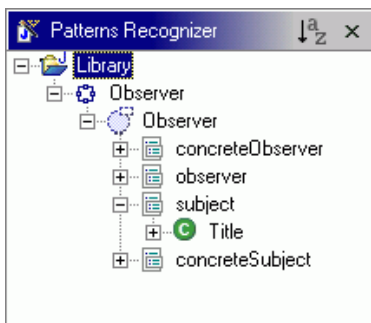 Patterns Recognizer
Library
Observer
Observer
concreteObserver
observer
subject
C Title
concreteSubject